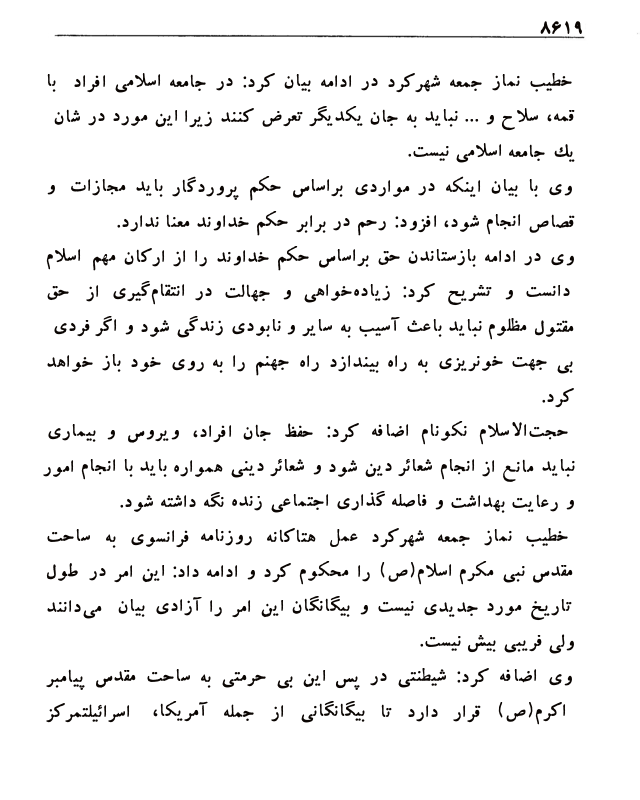 ۸۶۱۹
خطیب نماز جمعه شهرکرد در ادامه بیان کرد: در جامعه اسلامی افراد با
قمه، سلاح و ... نباید به جان یکدیگر تعرض کنند زیرا این مورد در شان
یك جامعه اسلامی نیست.
وی با بیان اینکه در مواردی براساس حکم پروردگار باید مجازات و
قصاص انجام شود، افزود: رحم در برابر حکم خداوند معنا ندارد.
وی در ادامه بازستاندن حق براساس حکم خداوند را از ارکان مهم اسلام
دانست و تشریح کرد: زیاده‌خواهی و جهالت در انتقام‌گیری از حق
مقتول مظلوم نباید باعث آسیب به سایر و نابودی زندگی شود و اگر فردی
بی جهت خونریزی به راه بیندازد راه جهنم را به روی خود باز خواهد
کرد.
حجت‌الاسلام نکونام اضافه کرد: حفظ جان افراد، ویروس و بیماری
نباید مانع از انجام شعائر دین شود و شعائر دینی همواره باید با انجام امور
و رعایت بهداشت و فاصله گذاری اجتماعی زنده نگه داشته شود.
خطیب نماز جمعه شهرکرد عمل هتاکانه روزنامه فرانسوی به ساحت
مقدس نبی مکرم اسلام(ص) را محکوم کرد و ادامه داد: این امر در طول
تاریخ مورد جدیدی نیست و بیگانگان این امر را آزادی بیان می‌دانند
ولی فریبی بیش نیست.
وی اضافه کرد: شیطنتی در پس این بی حرمتی به ساحت مقدس پیامبر
اکرم(ص) قرار دارد تا بیگانگانی از جمله آمریکا، اسرائیلتمرکز